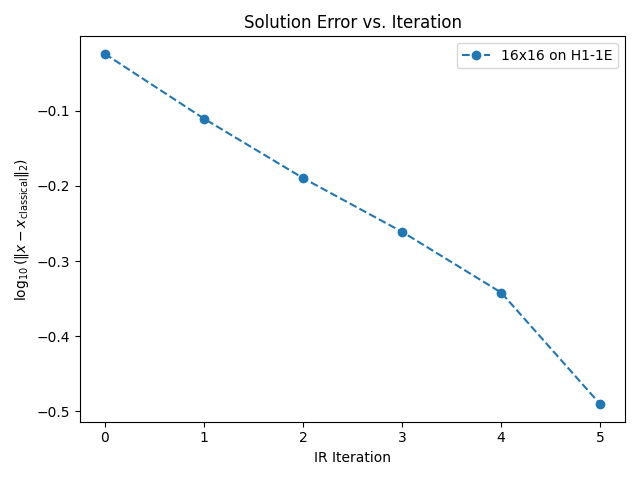 Solution Error vs. Iteration
16x16 on H1-1E
log₁₀ (‖x − x_classical‖₂)
−0.1
−0.2
−0.3
−0.4
−0.5
0 1 2 3 4 5
IR Iteration